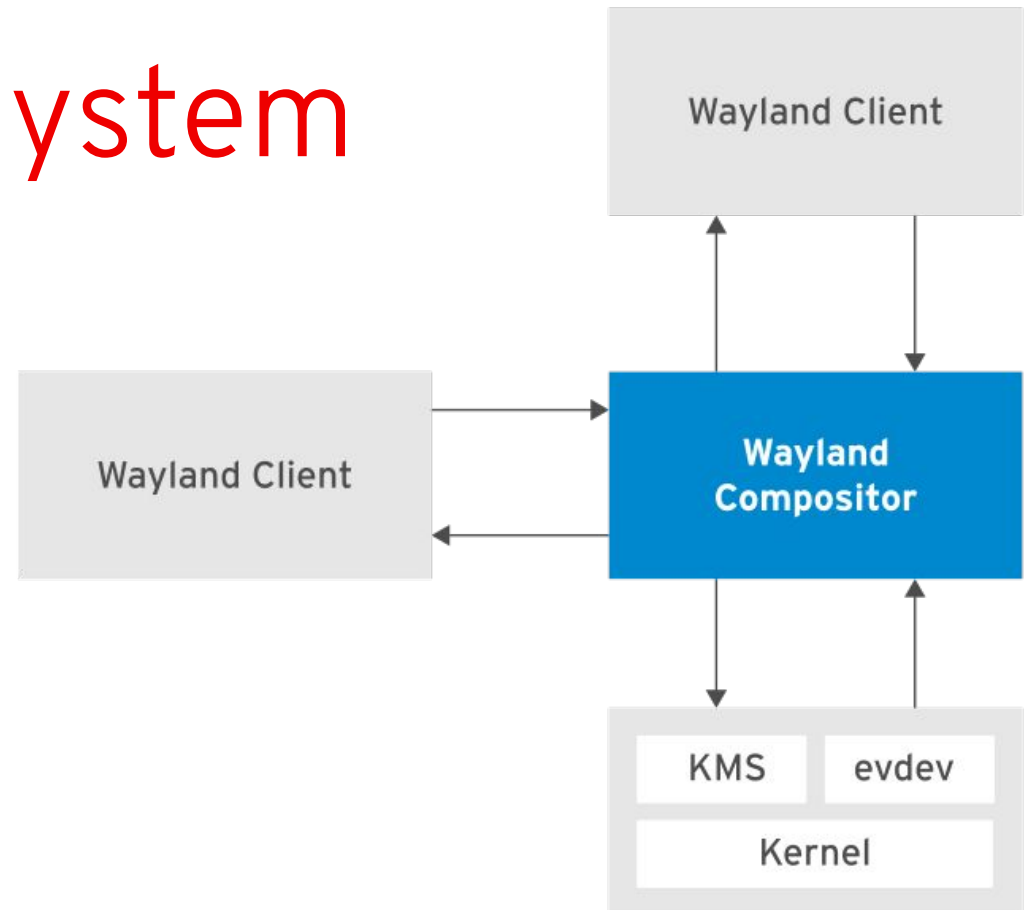 ystem
Wayland Client
Wayland Client
Wayland
Compositor
KMS
evdev
Kernel